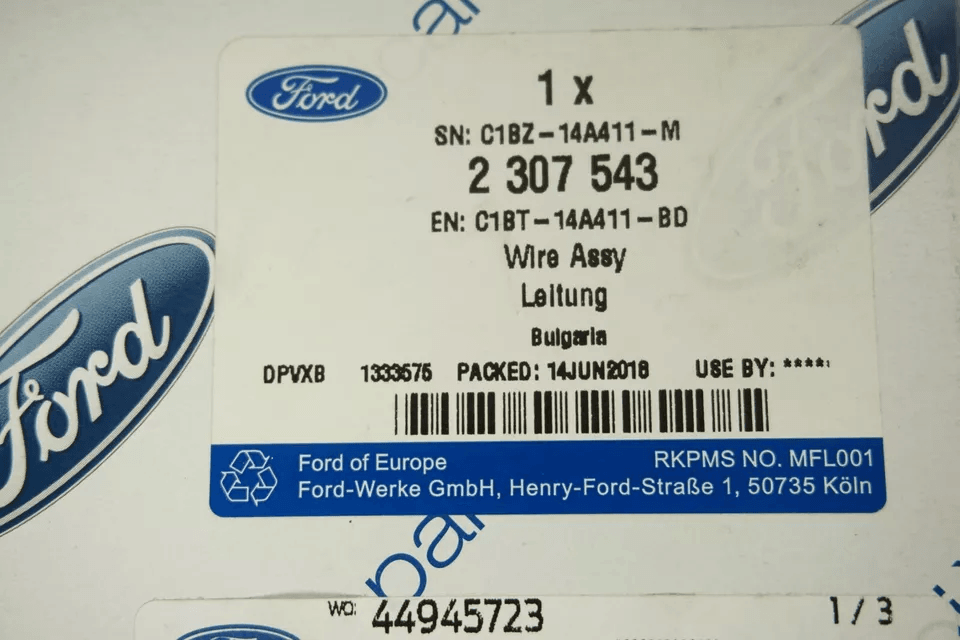 pa
Ford
Ford
1 x
SN: C1BZ-14A411-M
2 307 543
EN: C1BT-14A411-BD
Wire Assy
Leitung
Bulgaria
DPVXB 1333575 PACKED: 14JUN2018 USE BY: ****
Ford
Ford of Europe RKPMS NO. MFL001
Ford-Werke GmbH, Henry-Ford-Straße 1, 50735 Köln
pa
WO: 44945723 1 / 3